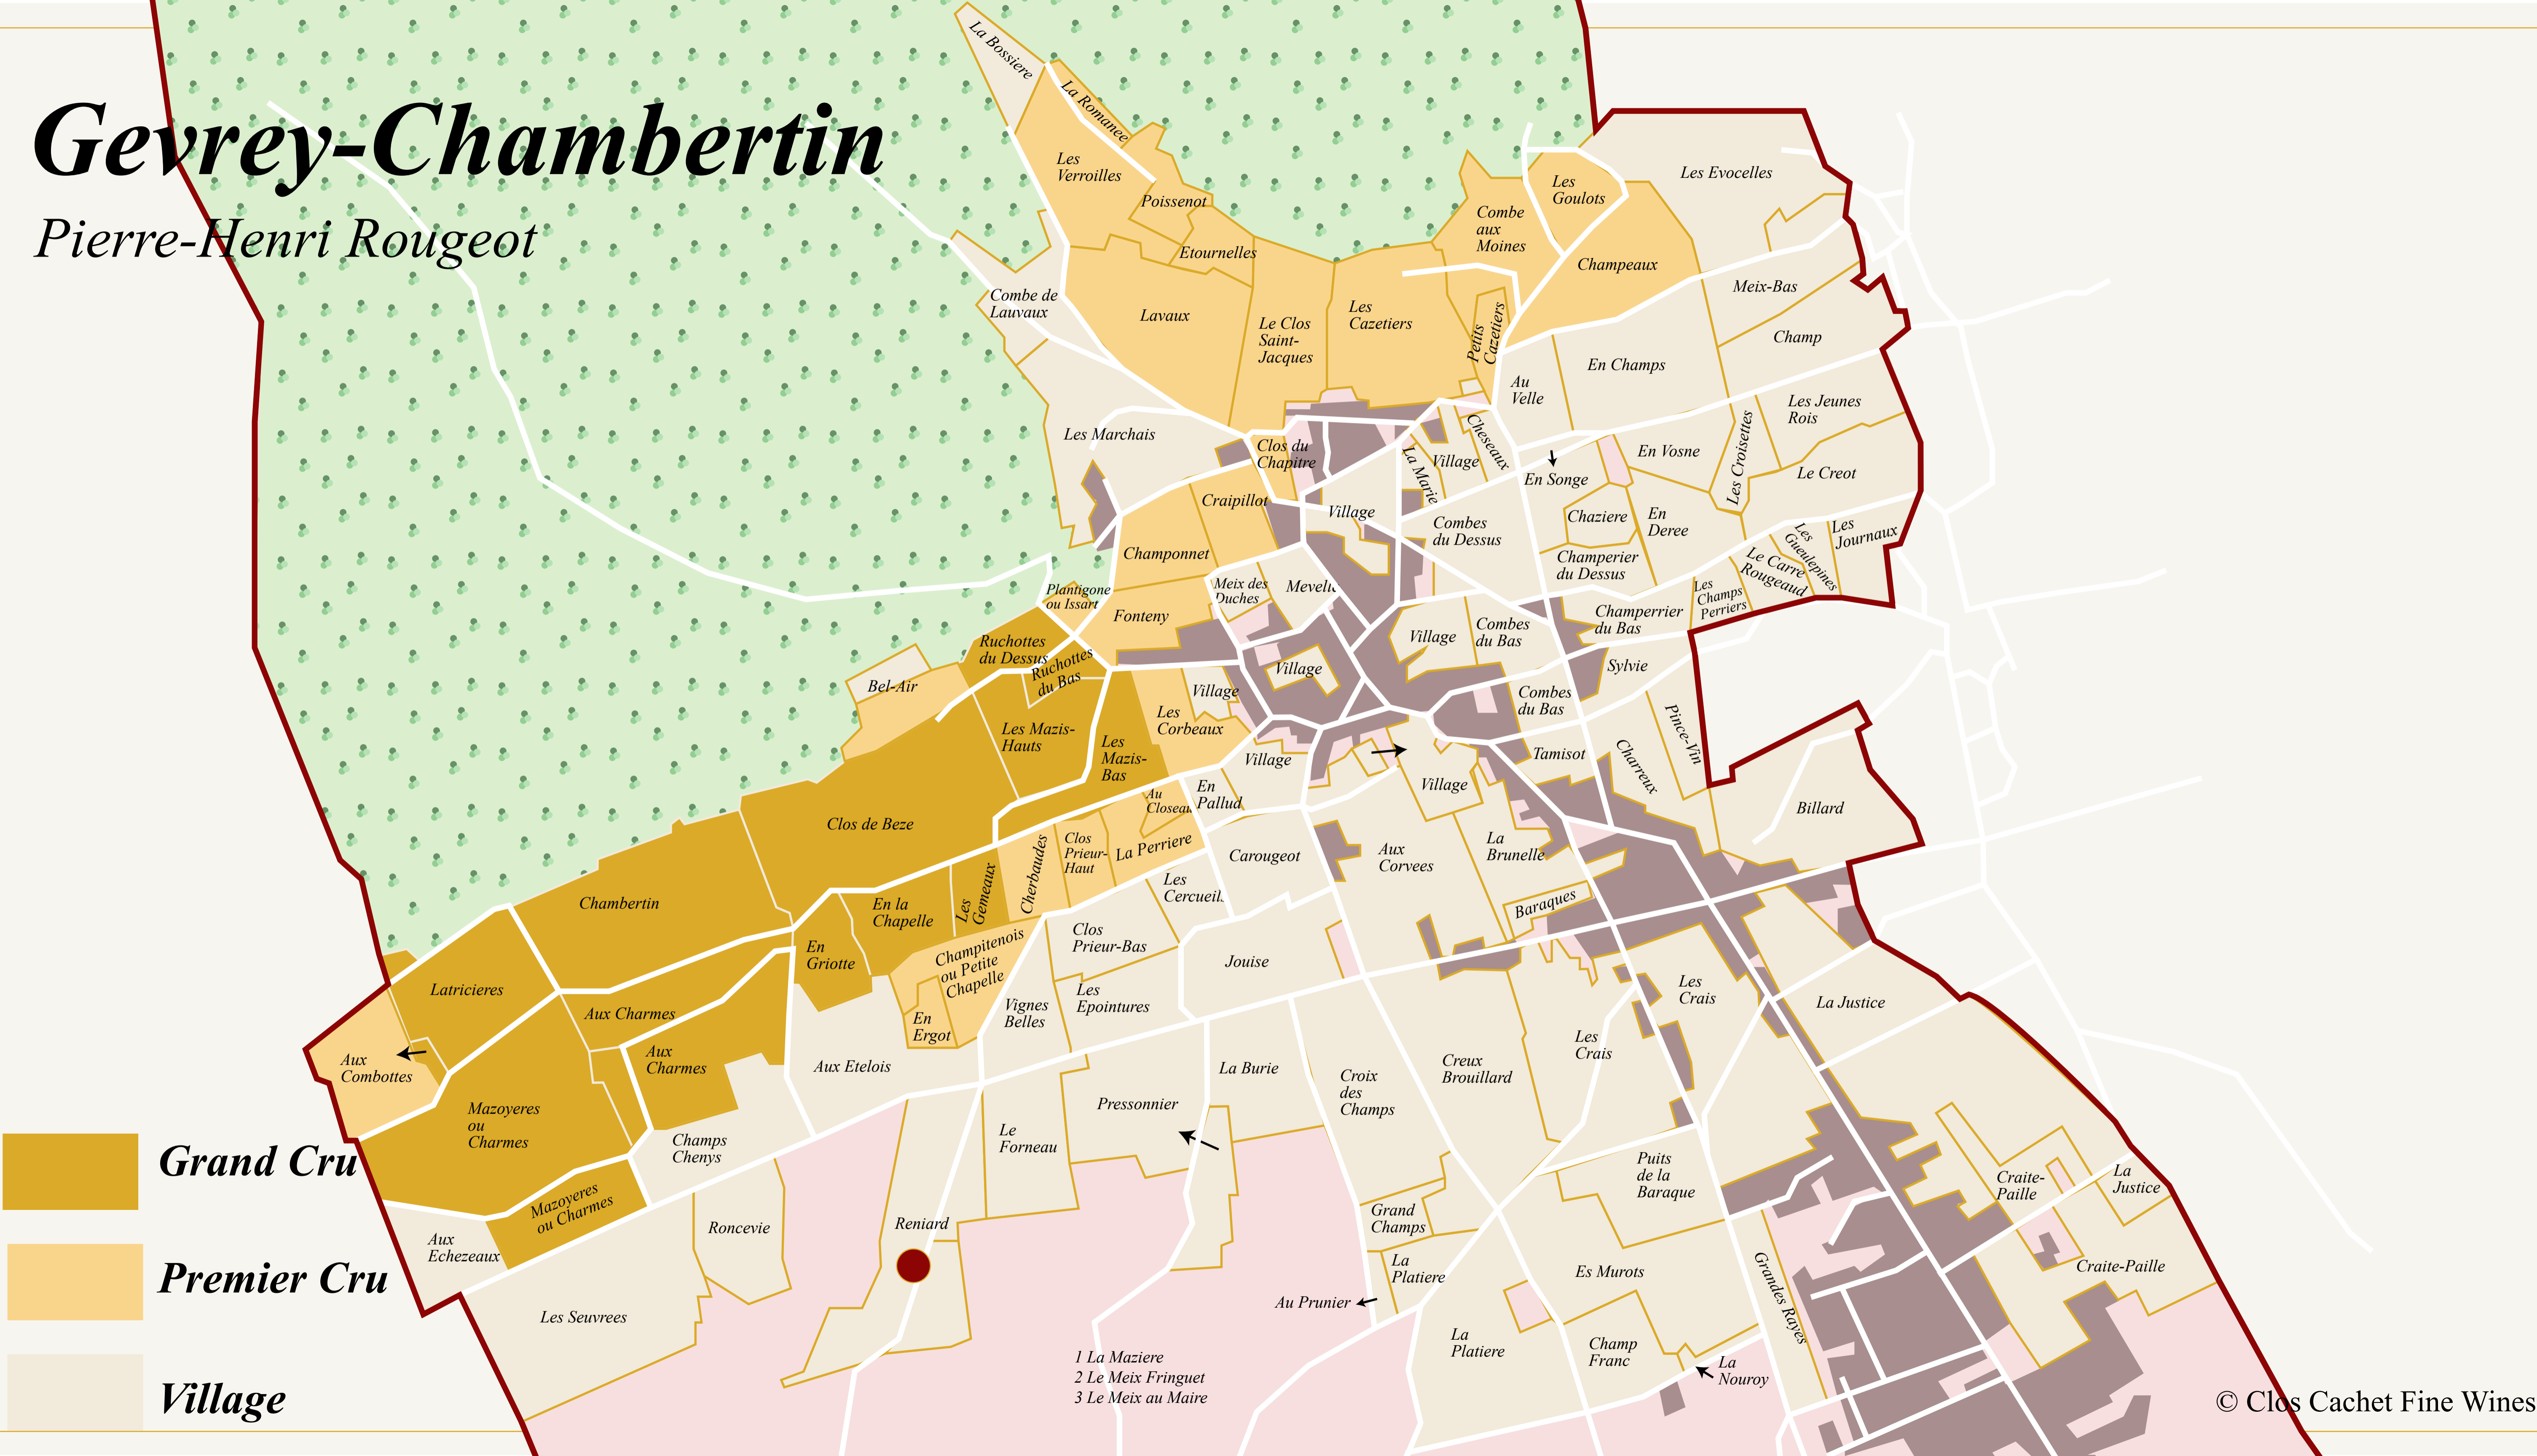 Gevrey-Chambertin
Pierre-Henri Rougeot
La Bossiere
La Romanee
Les
Verroilles
Poissenot
Etournelles
Combe de
Lauvaux
Lavaux
Le Clos
Saint-
Jacques
Les
Cazetiers
Petits
Cazetiers
Combe
aux
Moines
Les
Goulots
Champeaux
Les Evocelles
Meix-Bas
Champ
En Champs
Au
Velle
Les Jeunes
Rois
Les Croisettes
Le Creot
En Vosne
En Songe
Cheseaux
Village
La Marie
Les Marchais
Clos du
Chapitre
Craipillot
Village
Combes
du Dessus
Chaziere
En
Deree
Champerier
du Dessus
Les
Journaux
Les
Gueulepines
Le Carre
Rougeaud
Les
Champs
Perriers
Champonnet
Meix des
Duches
Mevelle
Plantigone
ou Issart
Fonteny
Champerrier
du Bas
Village
Combes
du Bas
Sylvie
Ruchottes
du Dessus
Ruchottes
du Bas
Bel-Air
Village
Village
Combes
du Bas
Pince-Vin
Les Mazis-
Hauts
Les
Mazis-
Bas
Les
Corbeaux
Village
Village
Tamisot
Charreux
Billard
En
Pallud
Au
Closeau
Clos de Beze
La Perriere
Clos
Prieur-
Haut
Cherbaudes
Les
Gemeaux
En la
Chapelle
Carougeot
Aux
Corvees
La
Brunelle
Baraques
Les
Cercueils
Chambertin
En
Griotte
Champitenois
ou Petite
Chapelle
Clos
Prieur-Bas
Jouise
Les
Crais
La Justice
Latricieres
Aux Charmes
En
Ergot
Vignes
Belles
Les
Epointures
Les
Crais
Aux
Combottes
Aux
Charmes
Aux Etelois
La Burie
Croix
des
Champs
Creux
Brouillard
Mazoyeres
ou
Charmes
Pressonnier
Le
Forneau
Champs
Chenys
Puits
de la
Baraque
Craite-
Paille
La
Justice
Grand Cru
Mazoyeres
ou Charmes
Roncevie
Reniard
Grand
Champs
Aux
Echezeaux
La
Platiere
Es Murots
Craite-Paille
Premier Cru
Les Seuvrees
Au Prunier
Grandes Rayes
La
Platiere
Champ
Franc
La
Nouroy
1 La Maziere
2 Le Meix Fringuet
3 Le Meix au Maire
Village
© Clos Cachet Fine Wines